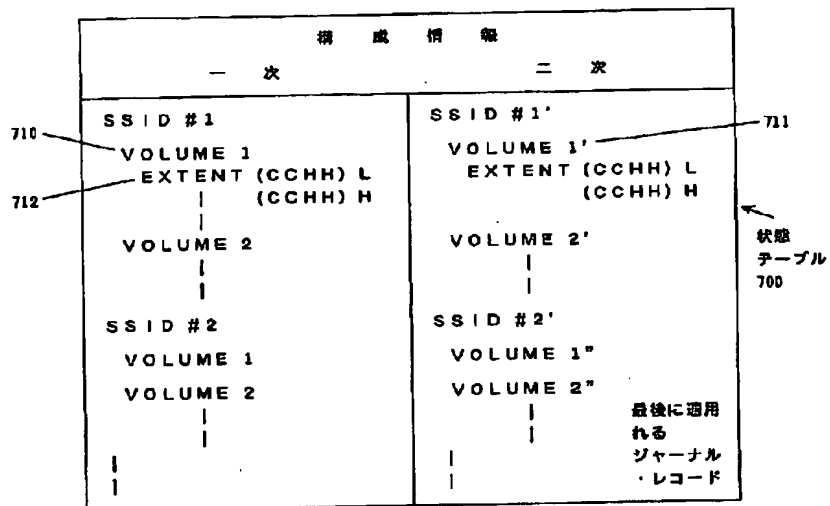 構成情報
一次 二次
SSID #1
VOLUME 1
EXTENT (CCHH) L
(CCHH) H
VOLUME 2
SSID #2
VOLUME 1
VOLUME 2
SSID #1'
VOLUME 1'
EXTENT (CCHH) L
(CCHH) H
VOLUME 2'
SSID #2'
VOLUME 1"
VOLUME 2"
最後に適用
れる
ジャーナル
・レコード
710
712
711
状態
テーブル
700